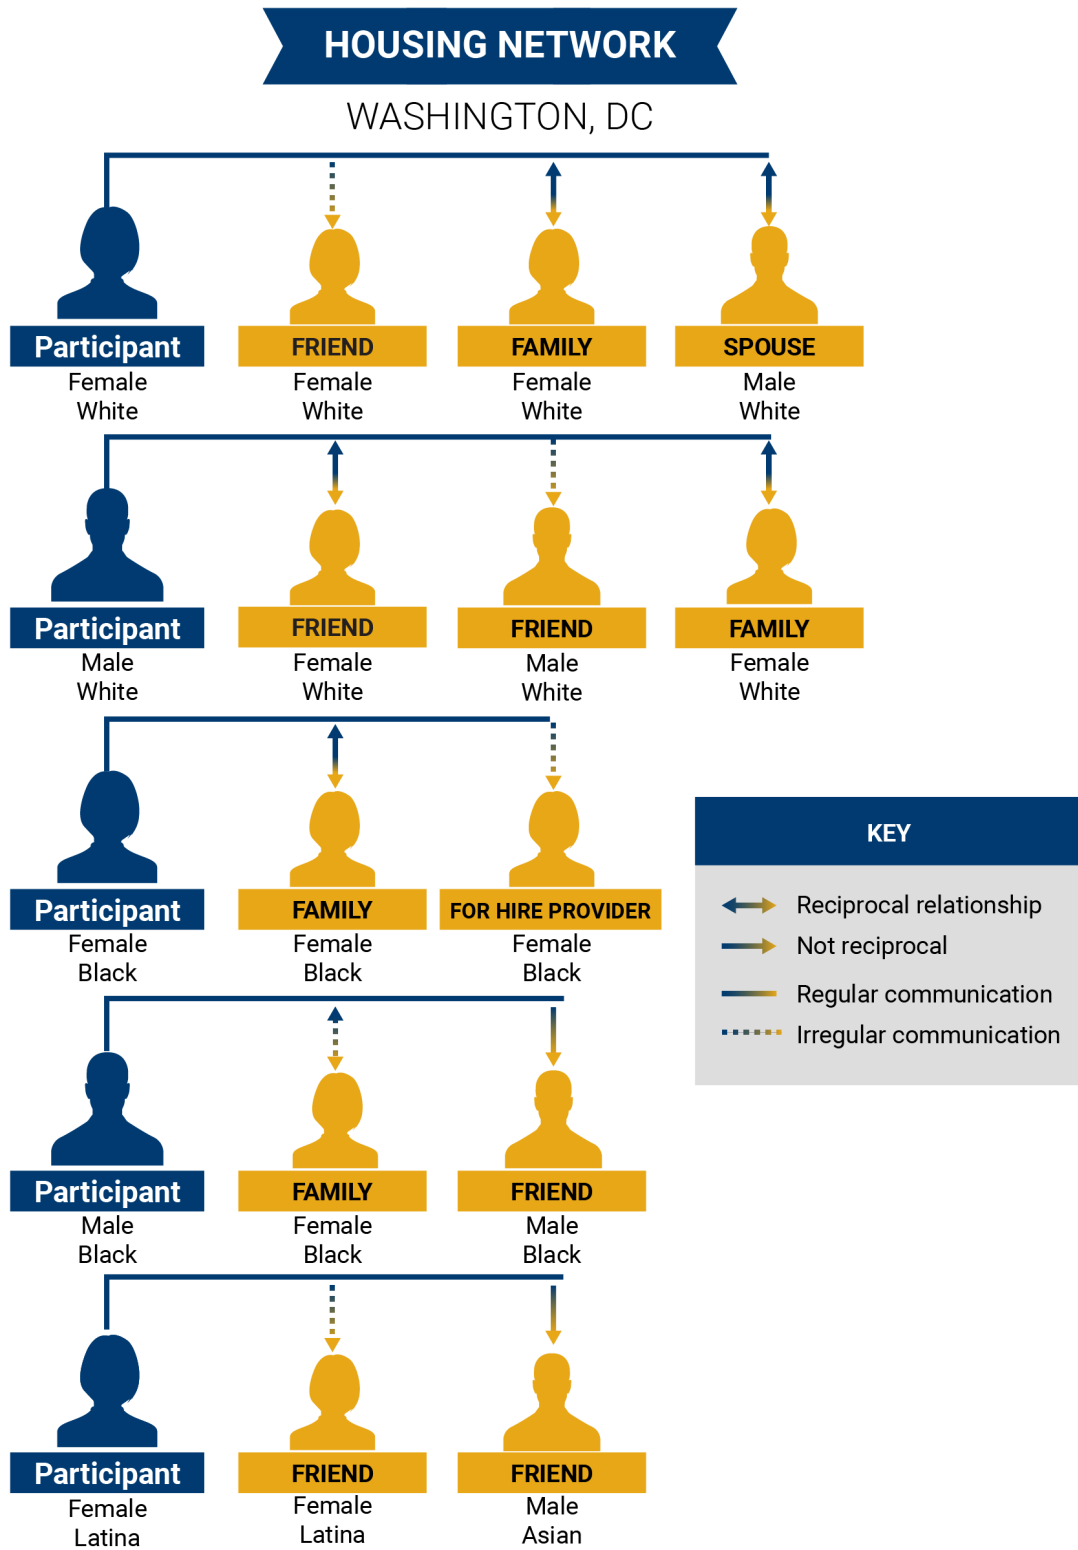 HOUSING NETWORK
WASHINGTON, DC
Participant FRIEND FAMILY SPOUSE
Female Female Female Male
White White White White
Participant FRIEND FRIEND FAMILY
Male Female Male Female
White White White White
Participant FAMILY FOR HIRE PROVIDER
Female Female Female
Black Black Black
KEY
Reciprocal relationship
Not reciprocal
Regular communication
Irregular communication
Participant FAMILY FRIEND
Male Female Male
Black Black Black
Participant FRIEND FRIEND
Female Female Male
Latina Latina Asian